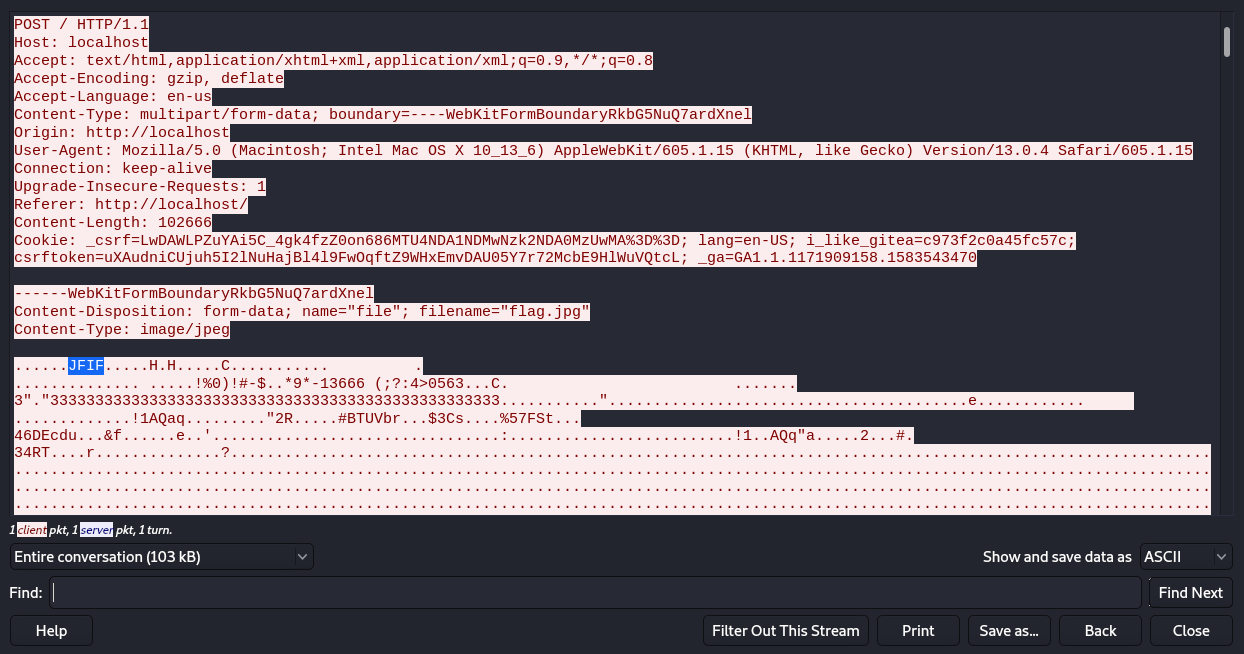 POST / HTTP/1.1
Host: localhost
Accept: text/html,application/xhtml+xml,application/xml;q=0.9,*/*;q=0.8
Accept-Encoding: gzip, deflate
Accept-Language: en-us
Content-Type: multipart/form-data; boundary=----WebKitFormBoundaryRkbG5NuQ7ardXnel
Origin: http://localhost
User-Agent: Mozilla/5.0 (Macintosh; Intel Mac OS X 10_13_6) AppleWebKit/605.1.15 (KHTML, like Gecko) Version/13.0.4 Safari/605.1.15
Connection: keep-alive
Upgrade-Insecure-Requests: 1
Referer: http://localhost/
Content-Length: 102666
Cookie: _csrf=LwDAWLPZuYAi5C_4gk4fzZ0on686MTU4NDA1NDMwNzk2NDA0MzUwMA%3D%3D; lang=en-US; i_like_gitea=c973f2c0a45fc57c;
csrftoken=uXAudniCUjuh5I2lNuHajBl4l9FwOqftZ9WHxEmvDAU05Y7r72McbE9HlWuVQtcL; _ga=GA1.1.1171909158.1583543470
------WebKitFormBoundaryRkbG5NuQ7ardXnel
Content-Disposition: form-data; name="file"; filename="flag.jpg"
Content-Type: image/jpeg
......JFIF.....H.H.....C........... .
.............. .....!%0)!#-$..*9*-13666 (;?:4>0563...C. .......
3"."33333333333333333333333333333333333333333333333333...........".........................................e............
.............!1AQaq........."2R.....#BTUVbr...$3Cs....%57FSt...
46DEcdu...&f......e..'................................:.........................!1..AQq"a.....2...#.
34RT....r..............?.............................................................................................
.....................................................................................................................................
.....................................................................................................................................
.....................................................................................................................................
1 client pkt, 1 server pkt, 1 turn.
Entire conversation (103 kB)
Show and save data as ASCII
Find:
Find Next
Help
Filter Out This Stream
Print
Save as…
Back
Close